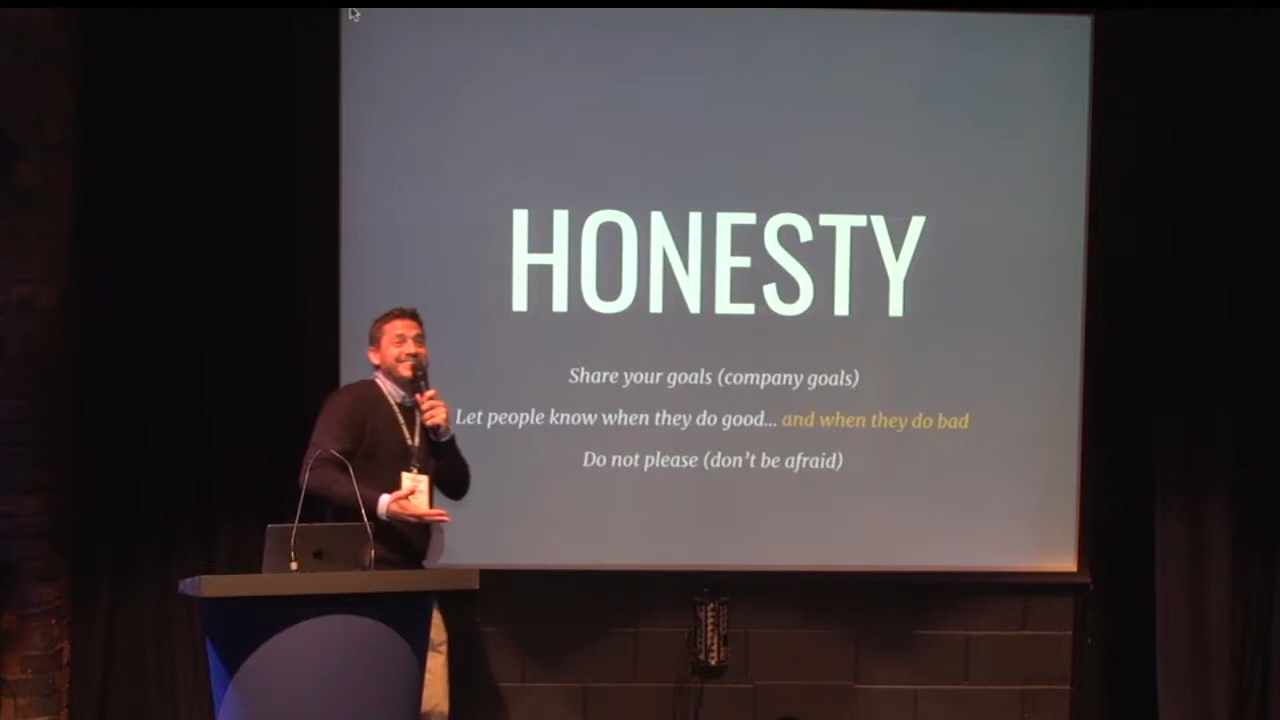 HONESTY
Share your goals (company goals)
Let people know when they do good... and when they do bad
Do not please (don't be afraid)